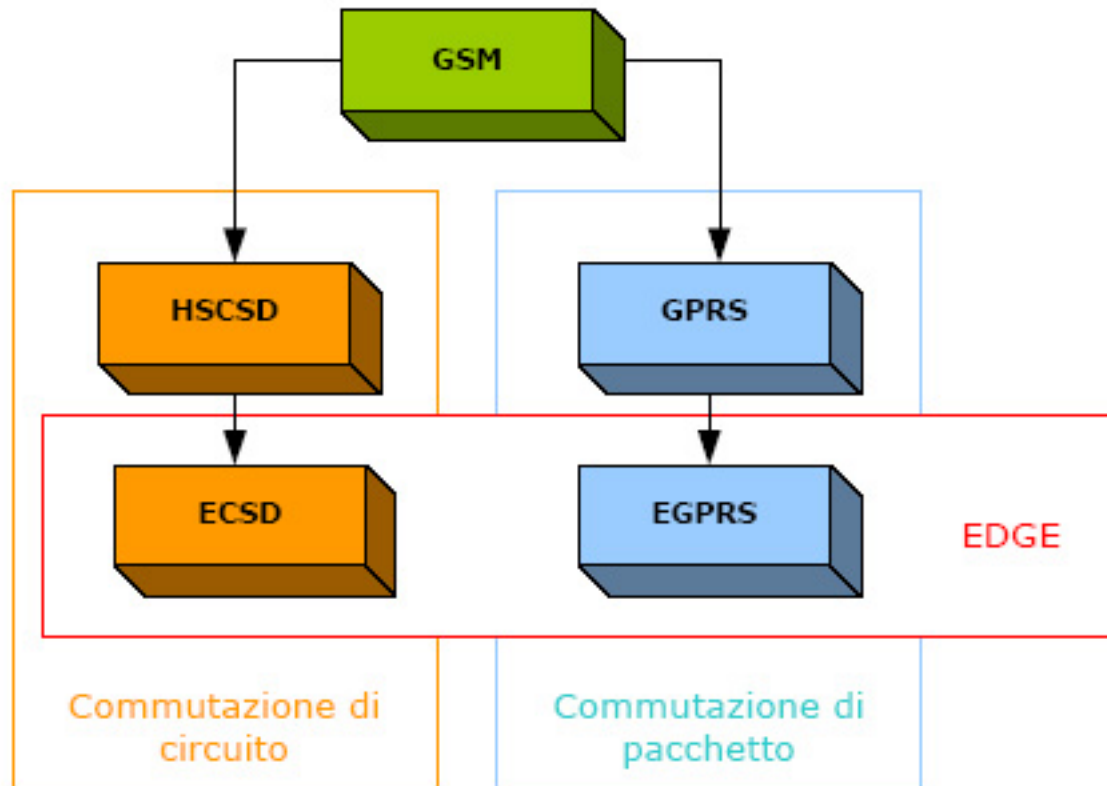 GSM
HSCSD
GPRS
ECSD
EGPRS
EDGE
Commutazione di
circuito
Commutazione di
pacchetto